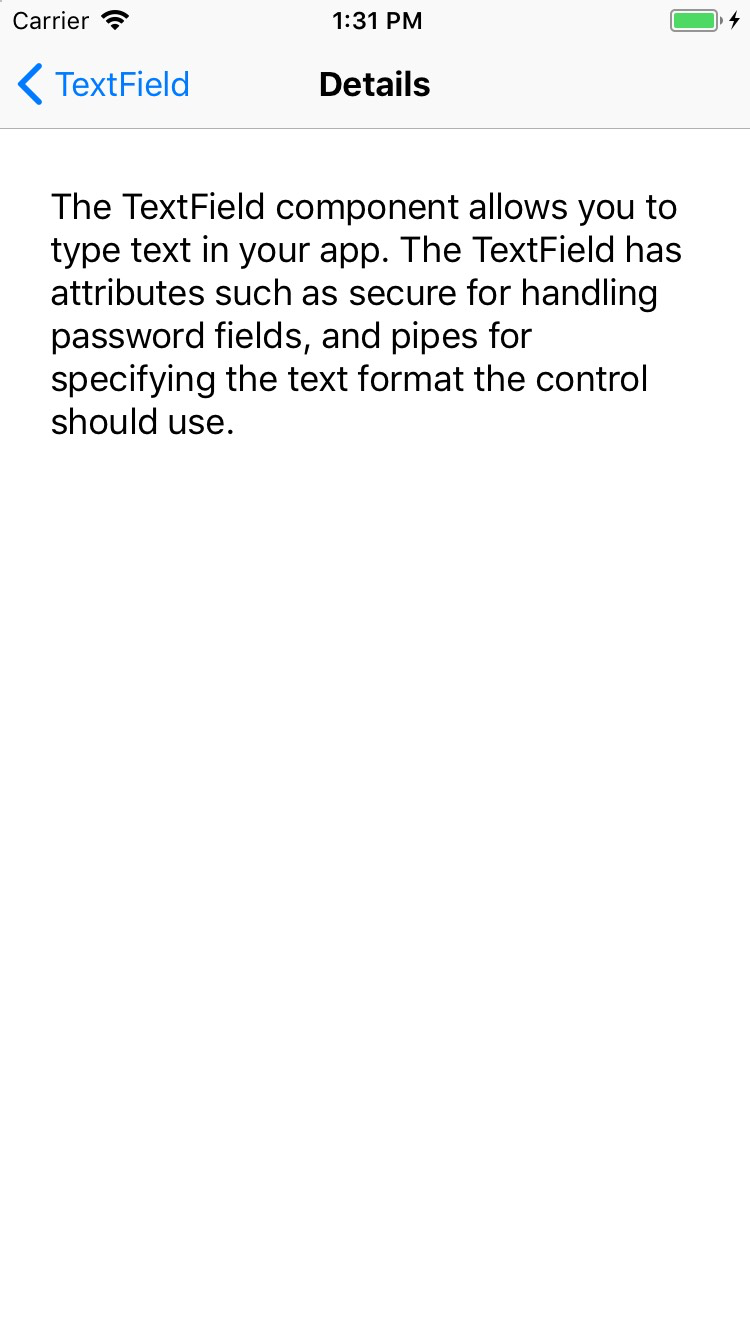 Carrier 1:31 PM
TextField Details
The TextField component allows you to
type text in your app. The TextField has
attributes such as secure for handling
password fields, and pipes for
specifying the text format the control
should use.